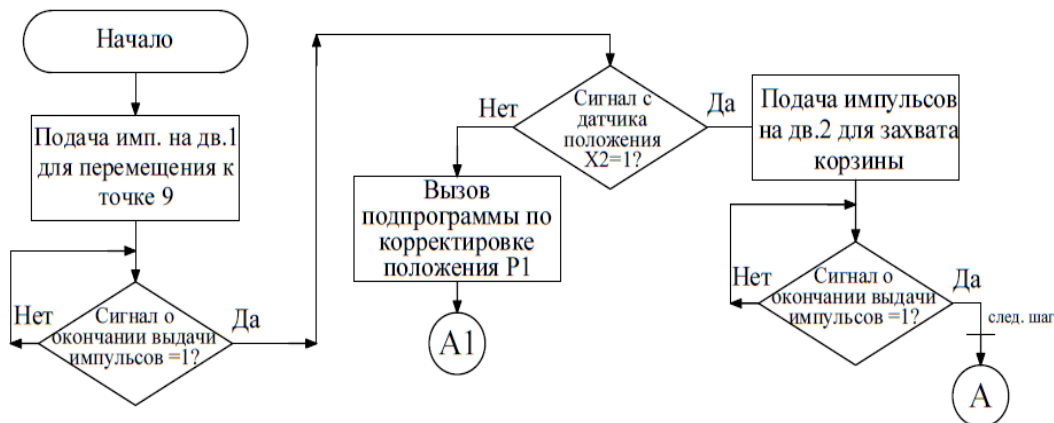 Начало
Подача имп. на дв.1
для перемещения к
точке 9
Нет
Сигнал о
окончании выдачи
импульсов =1?
Да
Нет
Сигнал с
датчика
положения
X2=1?
Да
Вызов
подпрограммы по
корректировке
положения P1
A1
Подача импульсов
на дв.2 для захвата
корзины
Нет
Сигнал о
окончании выдачи
импульсов =1?
Да
след. шаг
A